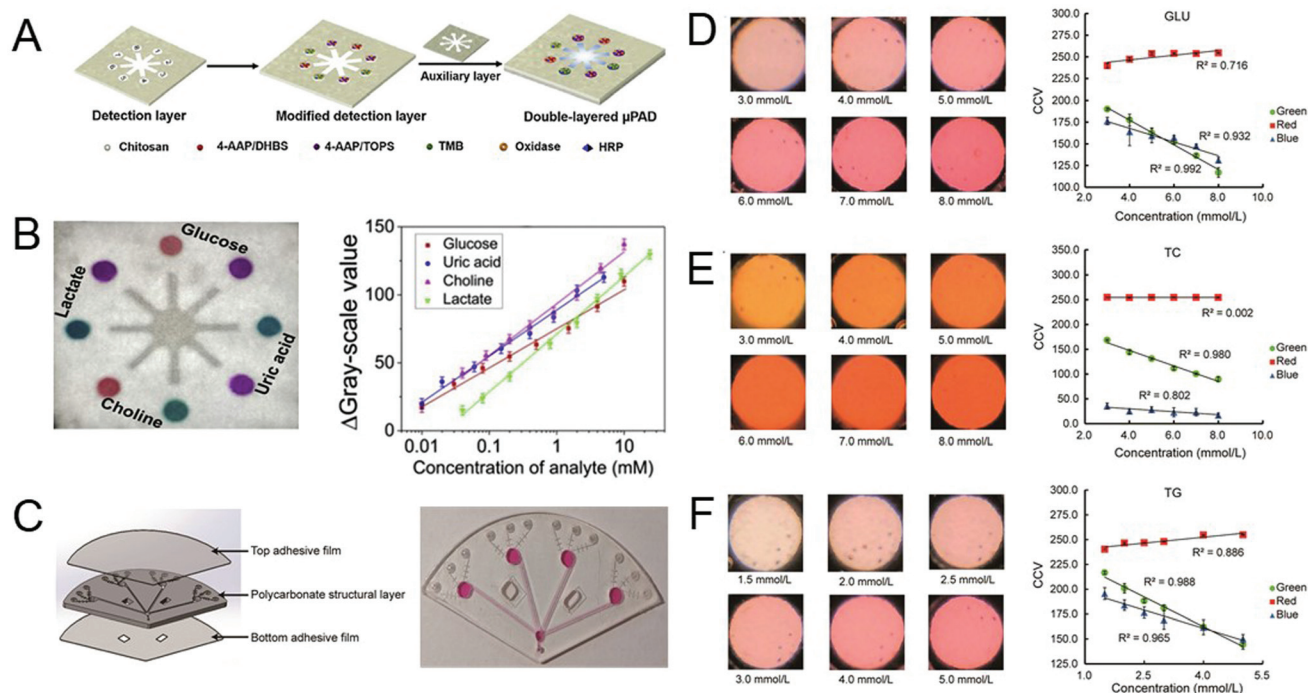 A
Auxiliary layer
Detection layer
Modified detection layer
Double-layered µPAD
Chitosan
4-AAP/DHBS
4-AAP/TOPS
TMB
Oxidase
HRP
B
Glucose
Lactate
Uric acid
Choline
150
100
50
0
ΔGray-scale value
Glucose
Uric acid
Choline
Lactate
0.01
0.1
1
10
Concentration of analyte (mM)
C
Top adhesive film
Polycarbonate structural layer
Bottom adhesive film
D
3.0 mmol/L
4.0 mmol/L
5.0 mmol/L
6.0 mmol/L
7.0 mmol/L
8.0 mmol/L
GLU
300.0
275.0
250.0
225.0
200.0
175.0
150.0
125.0
100.0
CCV
R² = 0.716
R² = 0.932
R² = 0.992
Green
Red
Blue
2.0
4.0
6.0
8.0
10.0
Concentration (mmol/L)
E
3.0 mmol/L
4.0 mmol/L
5.0 mmol/L
6.0 mmol/L
7.0 mmol/L
8.0 mmol/L
TC
350.0
300.0
250.0
200.0
150.0
100.0
50.0
0.0
CCV
R² = 0.002
R² = 0.980
R² = 0.802
Green
Red
Blue
2.0
4.0
6.0
8.0
10.0
Concentration (mmol/L)
F
1.5 mmol/L
2.0 mmol/L
2.5 mmol/L
3.0 mmol/L
4.0 mmol/L
5.0 mmol/L
TG
300.0
275.0
250.0
225.0
200.0
175.0
150.0
125.0
100.0
CCV
R² = 0.886
R² = 0.988
R² = 0.965
Green
Red
Blue
1.0
2.5
4.0
5.5
Concentration (mmol/L)